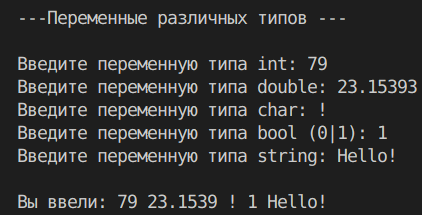 ---Переменные различных типов ---
Введите переменную типа int: 79
Введите переменную типа double: 23.15393
Введите переменную типа char: !
Введите переменную типа bool (0|1): 1
Введите переменную типа string: Hello!
Вы ввели: 79 23.1539 ! 1 Hello!